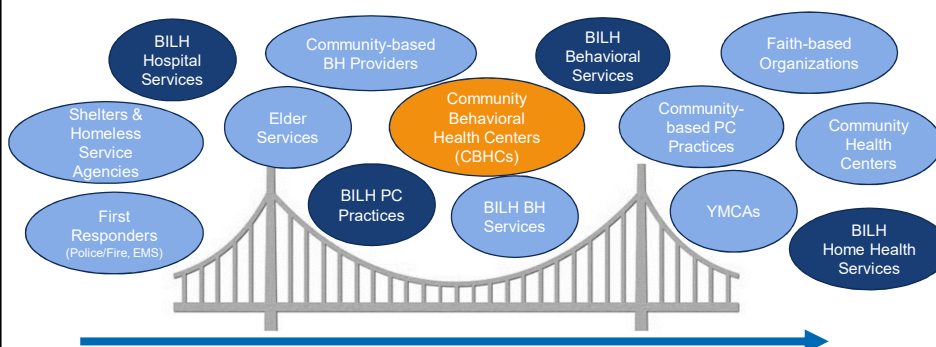 BILH
Hospital
Services
Community-based
BH Providers
BILH
Behavioral
Services
Faith-based
Organizations
Shelters &
Homeless
Service
Agencies
Elder
Services
Community
Behavioral
Health Centers
(CBHCs)
Community-
based PC
Practices
Community
Health
Centers
First
Responders
(Police/Fire, EMS)
BILH PC
Practices
BILH BH
Services
YMCAs
BILH
Home Health
Services